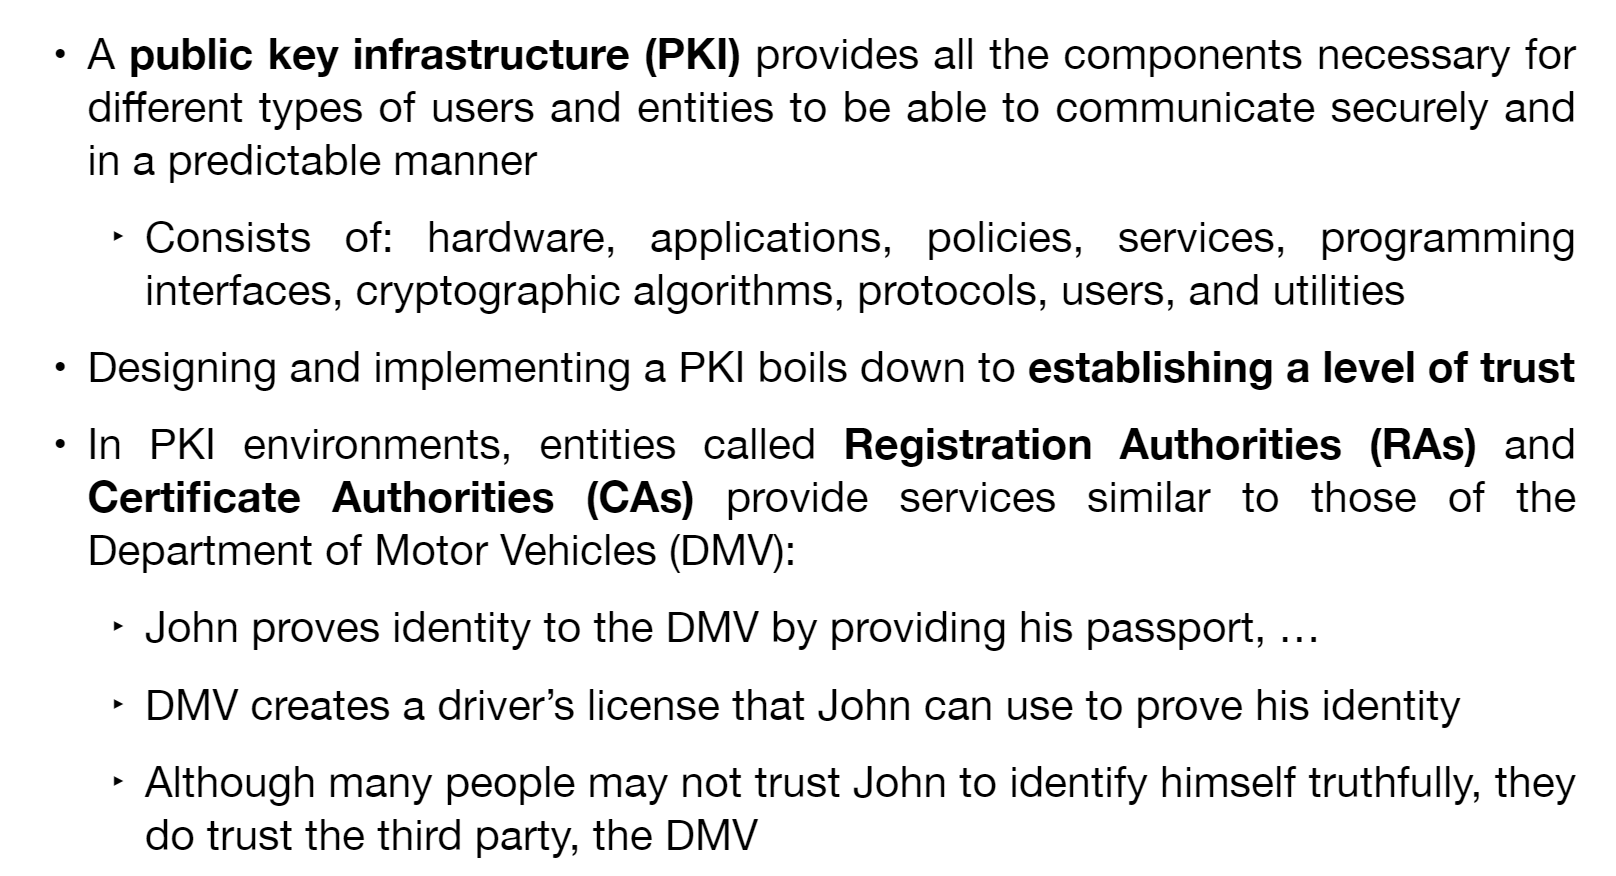 • A public key infrastructure (PKI) provides all the components necessary for
different types of users and entities to be able to communicate securely and
in a predictable manner
‣ Consists of: hardware, applications, policies, services, programming
interfaces, cryptographic algorithms, protocols, users, and utilities
• Designing and implementing a PKI boils down to establishing a level of trust
• In PKI environments, entities called Registration Authorities (RAs) and
Certificate Authorities (CAs) provide services similar to those of the
Department of Motor Vehicles (DMV):
‣ John proves identity to the DMV by providing his passport, …
‣ DMV creates a driver’s license that John can use to prove his identity
‣ Although many people may not trust John to identify himself truthfully, they
do trust the third party, the DMV